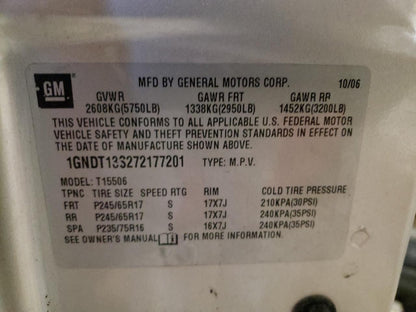 GM
MFD BY GENERAL MOTORS CORP. 10/06
GVWR GAWR FRT GAWR RR
2608KG(5750LB) 1338KG(2950LB) 1452KG(3200LB)
THIS VEHICLE CONFORMS TO ALL APPLICABLE U.S. FEDERAL MOTOR
VEHICLE SAFETY AND THEFT PREVENTION STANDARDS IN EFFECT ON
THE DATE OF MANUFACTURE SHOWN ABOVE.
1GNDT13S272177201 TYPE: M.P.V.
MODEL: T15506
TPNC TIRE SIZE SPEED RTG RIM COLD TIRE PRESSURE
FRT P245/65R17 S 17X7J 210KPA(30PSI)
RR P245/65R17 S 17X7J 240KPA(35PSI)
SPA P235/75R16 S 16X7J 240KPA(35PSI)
SEE OWNER'S MANUAL FOR MORE INFORMATION.